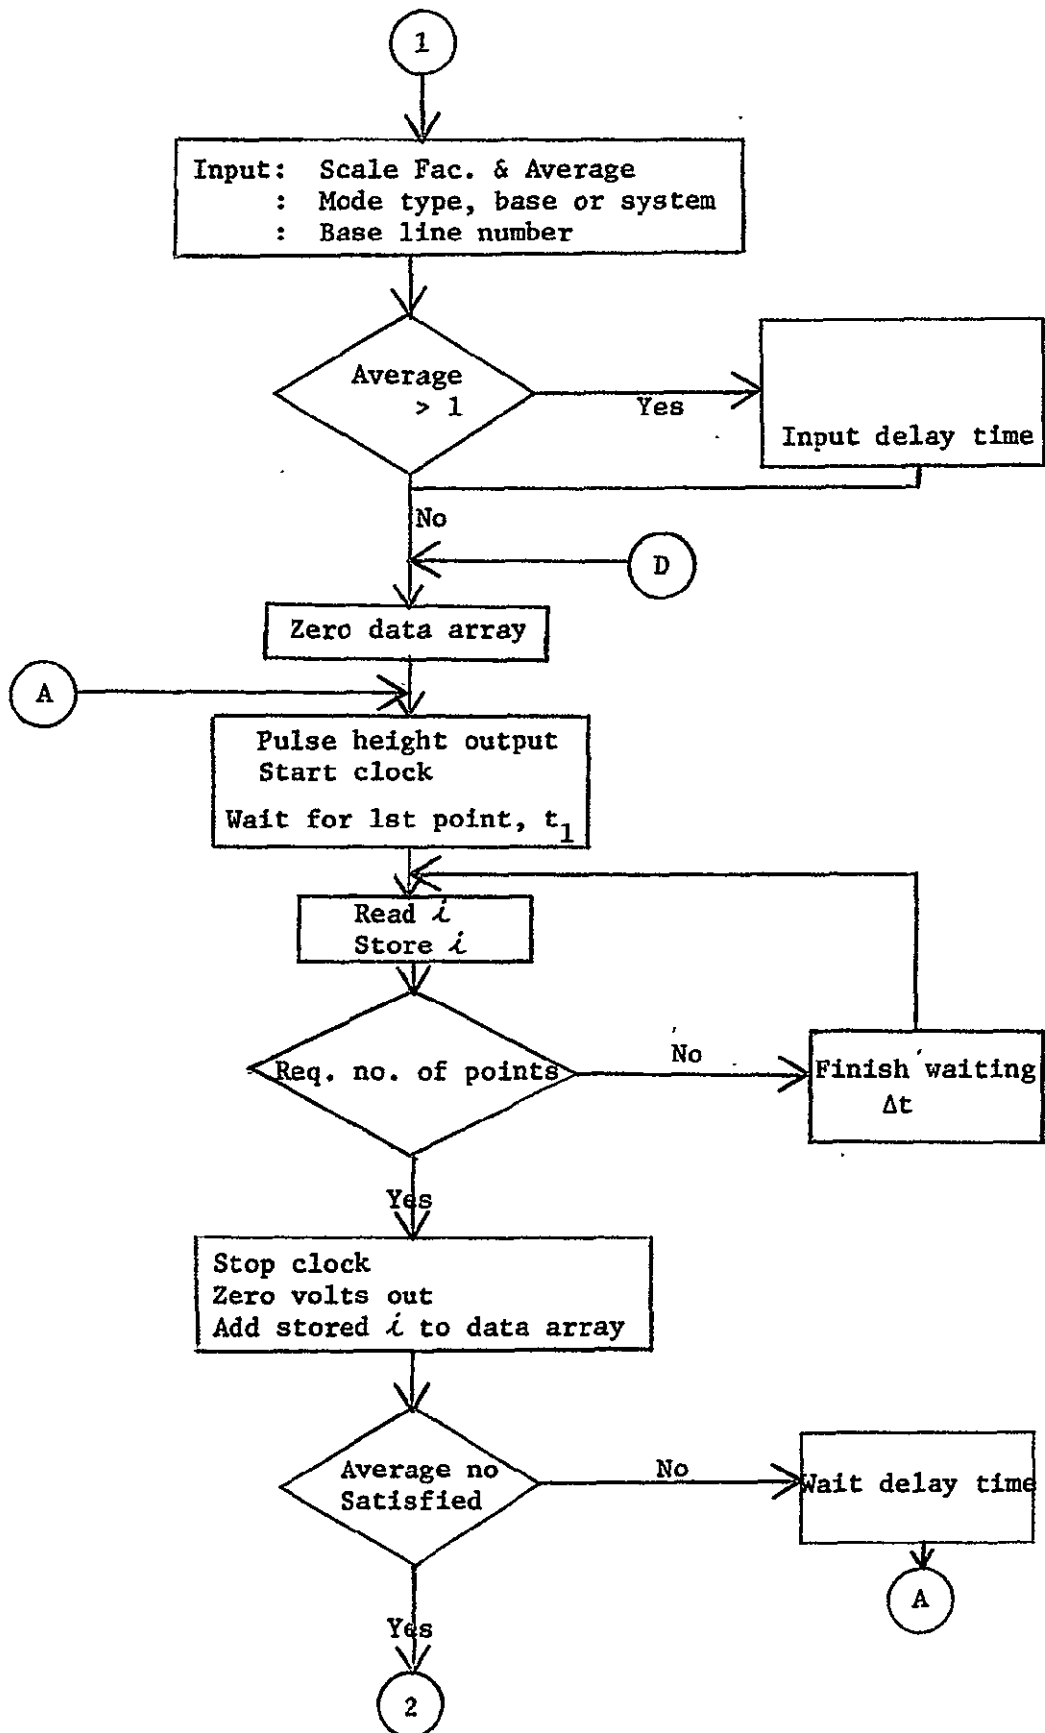 1
Input: Scale Fac. & Average
: Mode type, base or system
: Base line number
Average
> 1
Yes
Input delay time
No
D
Zero data array
A
Pulse height output
Start clock
Wait for 1st point, t1
Read i
Store i
Req. no. of points
No
Finish waiting
Δt
Yes
Stop clock
Zero volts out
Add stored i to data array
Average no
Satisfied
No
Wait delay time
A
Yes
2